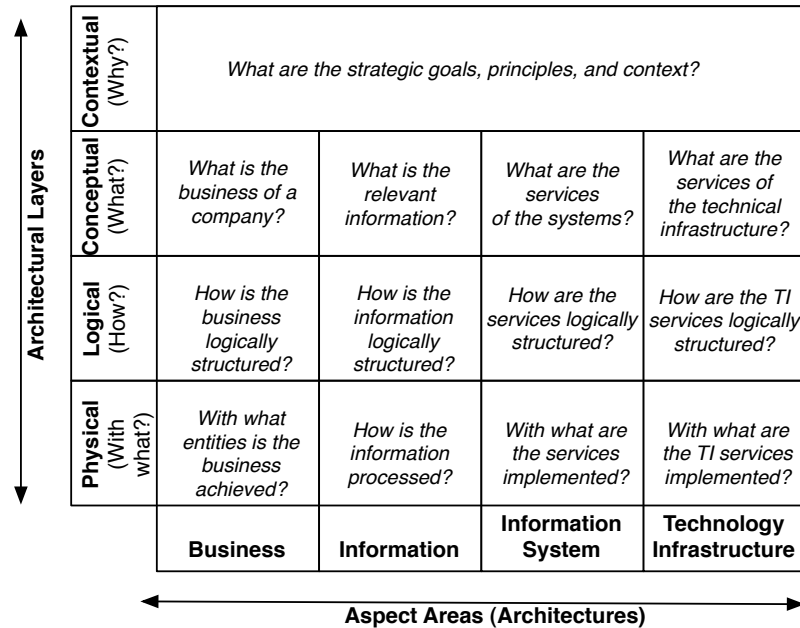 Architectural Layers
Contextual
(Why?)
What are the strategic goals, principles, and context?
Conceptual
(What?)
What is the
business of a
company?
What is the
relevant
information?
What are the
services
of the systems?
What are the
services of
the technical
infrastructure?
Logical
(How?)
How is the
business
logically
structured?
How is the
information
logically
structured?
How are the
services logically
structured?
How are the TI
services logically
structured?
Physical
(With
what?)
With what
entities is the
business
achieved?
How is the
information
processed?
With what are
the services
implemented?
With what are
the TI services
implemented?
Business
Information
Information
System
Technology
Infrastructure
Aspect Areas (Architectures)